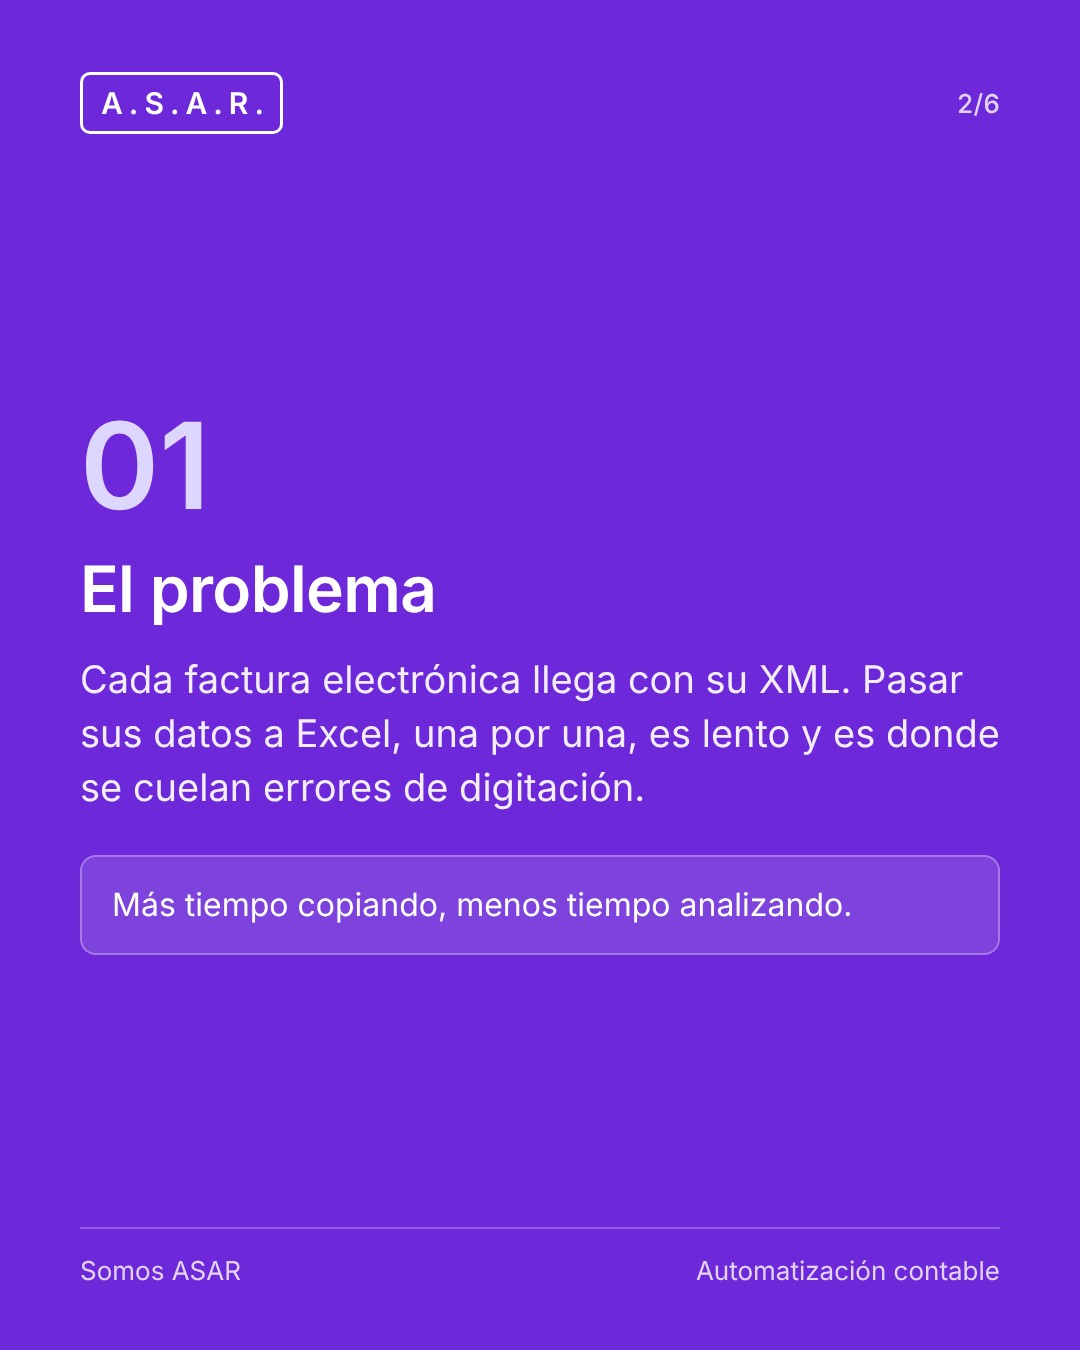 A.S.A.R.
2/6
01
El problema
Cada factura electrónica llega con su XML. Pasar
sus datos a Excel, una por una, es lento y es donde
se cuelan errores de digitación.
Más tiempo copiando, menos tiempo analizando.
Somos ASAR
Automatización contable